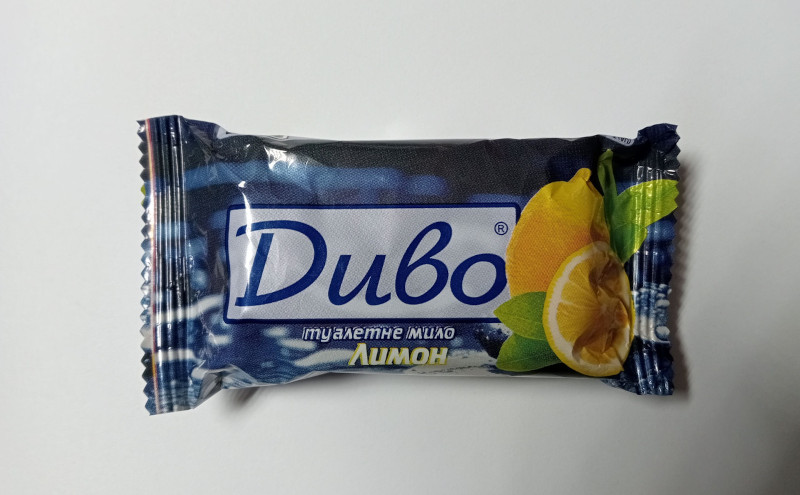 Диво®
туалетне мило
Лимон